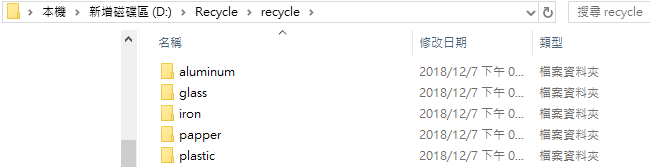 本機 > 新增磁碟區 (D:) > Recycle > recycle > 搜尋 recycle
名稱 修改日期 類型
aluminum 2018/12/7 下午 0... 檔案資料夾
glass 2018/12/7 下午 0... 檔案資料夾
iron 2018/12/7 下午 0... 檔案資料夾
papper 2018/12/7 下午 0... 檔案資料夾
plastic 2018/12/7 下午 0... 檔案資料夾